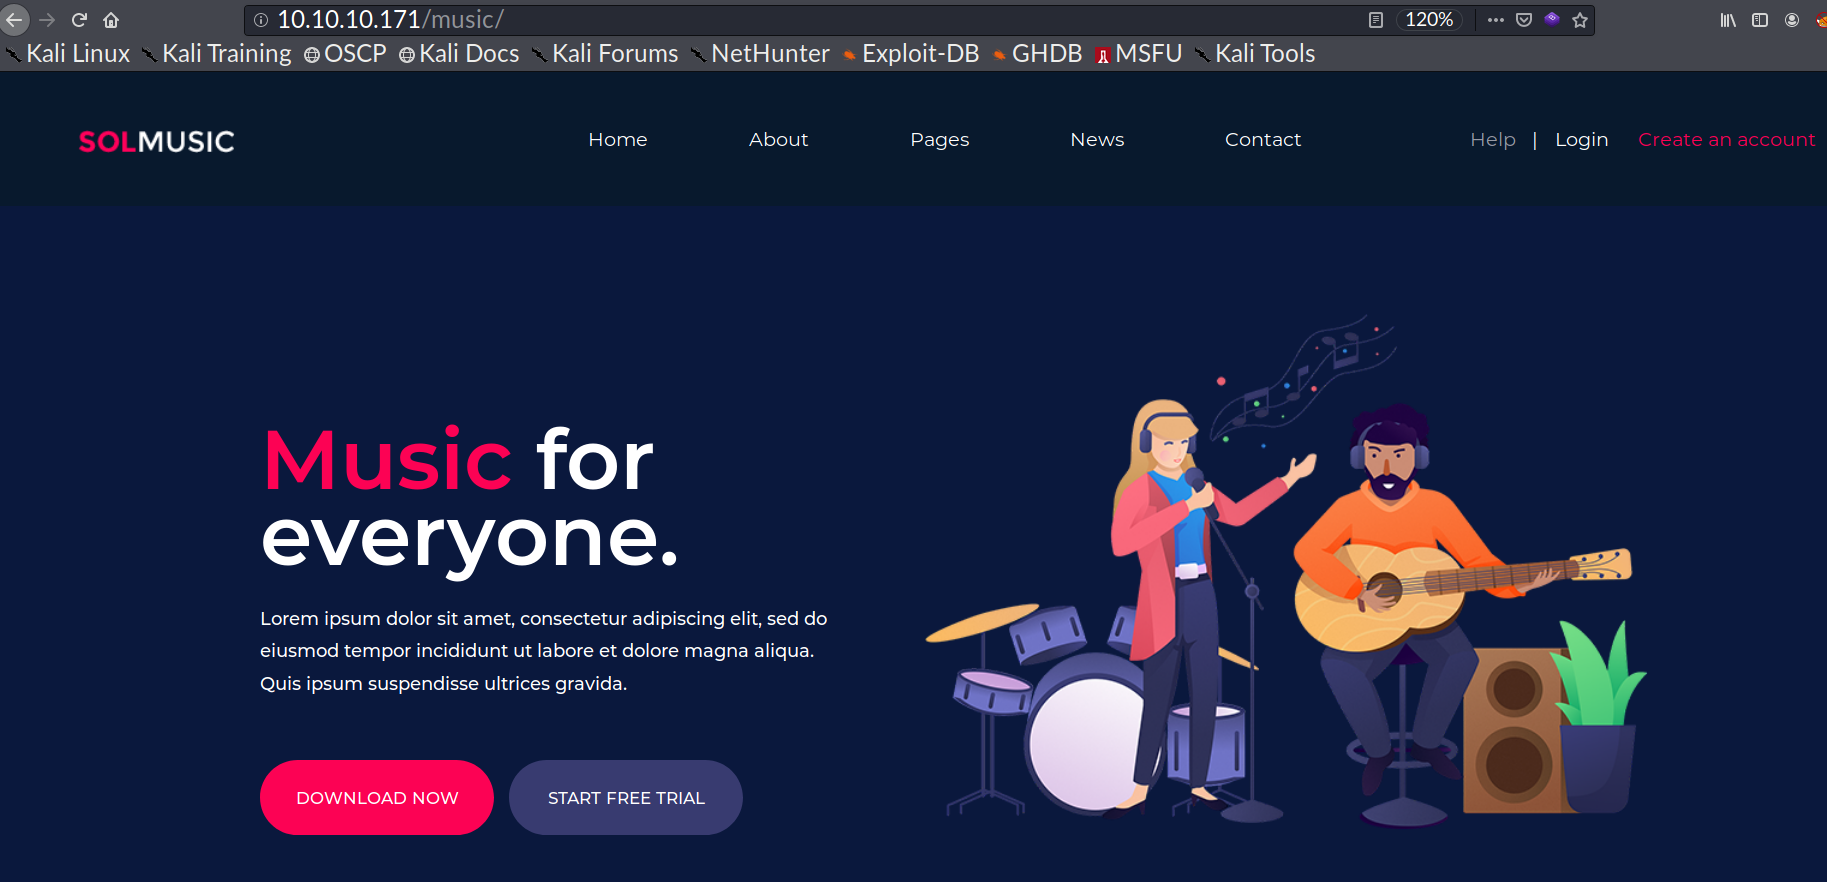 10.10.10.171/music/ 120%
Kali Linux Kali Training OSCP Kali Docs Kali Forums NetHunter Exploit-DB GHDB MSFU Kali Tools
SOLMUSIC Home About Pages News Contact Help | Login Create an account
Music for
everyone.
Lorem ipsum dolor sit amet, consectetur adipiscing elit, sed do
eiusmod tempor incididunt ut labore et dolore magna aliqua.
Quis ipsum suspendisse ultrices gravida.
DOWNLOAD NOW START FREE TRIAL